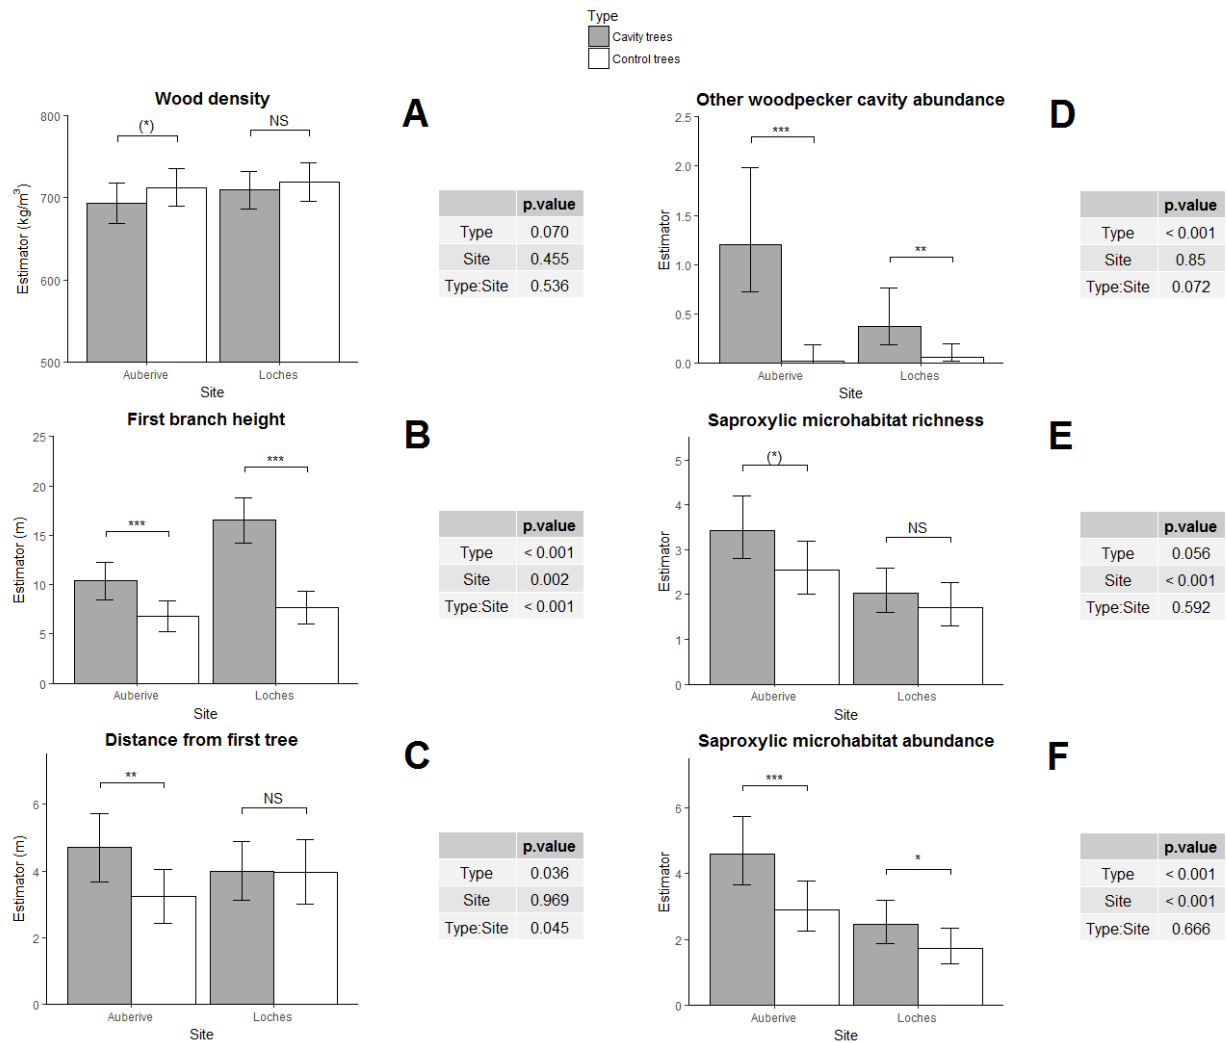 Type
Cavity trees
Control trees
Wood density
A
Estimator (kg/m³)
800
700
600
500
(*)
NS
Auberive
Loches
Site
p.value
Type 0.070
Site 0.455
Type:Site 0.536
Other woodpecker cavity abundance
D
Estimator
2.5
2.0
1.5
1.0
0.5
0.0
***
**
Auberive
Loches
Site
p.value
Type < 0.001
Site 0.85
Type:Site 0.072
First branch height
B
Estimator (m)
25
20
15
10
5
0
***
***
Auberive
Loches
Site
p.value
Type < 0.001
Site 0.002
Type:Site < 0.001
Saproxylic microhabitat richness
E
Estimator
5
4
3
2
1
0
(*)
NS
Auberive
Loches
Site
p.value
Type 0.056
Site < 0.001
Type:Site 0.592
Distance from first tree
C
Estimator (m)
6
4
2
0
**
NS
Auberive
Loches
Site
p.value
Type 0.036
Site 0.969
Type:Site 0.045
Saproxylic microhabitat abundance
F
Estimator
6
4
2
0
***
*
Auberive
Loches
Site
p.value
Type < 0.001
Site < 0.001
Type:Site 0.666